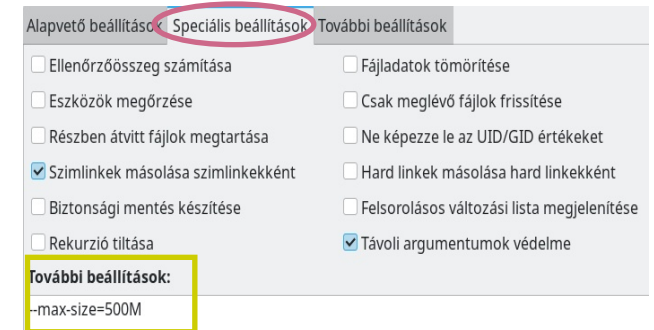 Alapvető beállítások Speciális beállítások További beállítások
Ellenőrzőösszeg számítása Fájladatok tömörítése
Eszközök megőrzése Csak meglévő fájlok frissítése
Részben átvitt fájlok megtartása Ne képezze le az UID/GID értékeket
Szimlinkek másolása szimlinkekként Hard linkek másolása hard linkekként
Biztonsági mentés készítése Felsorolásos változási lista megjelenítése
Rekurzió tiltása Távoli argumentumok védelme
További beállítások:
--max-size=500M